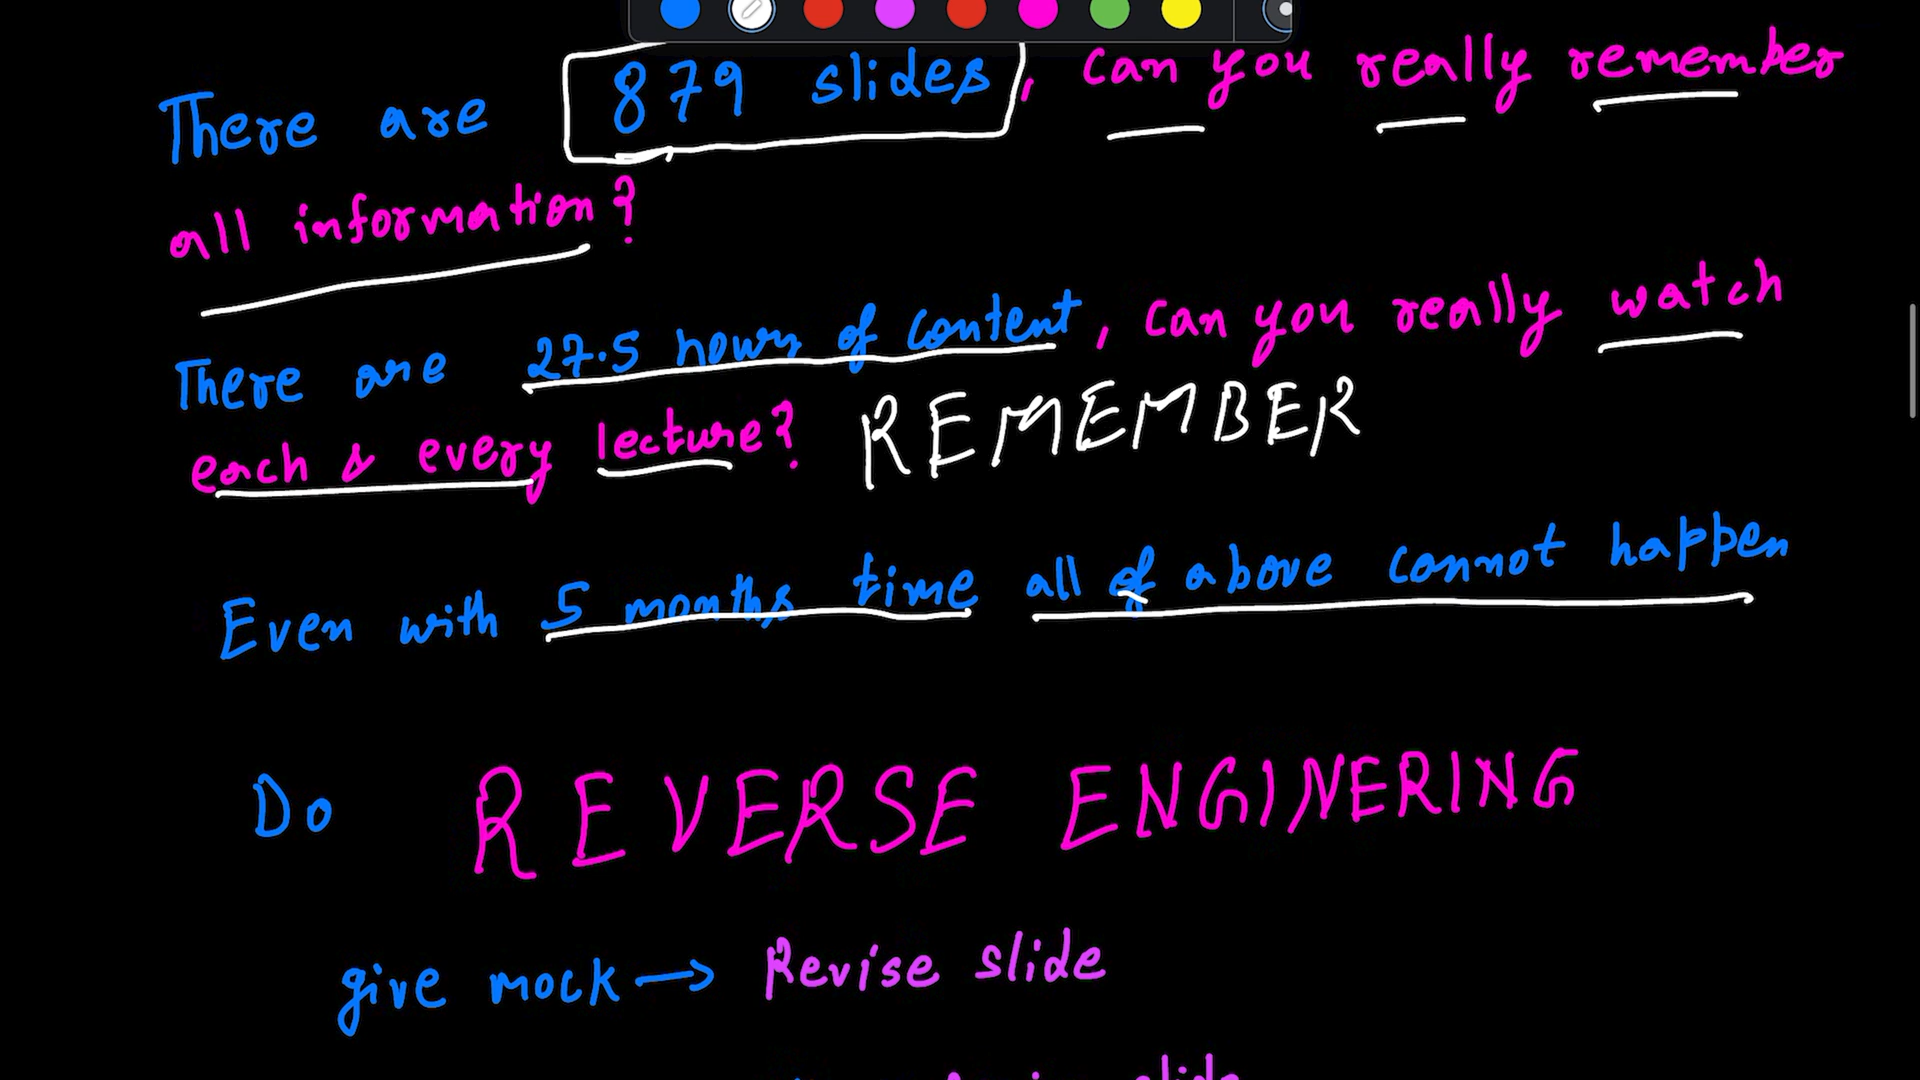 There are 879 slides, can you really remember
all information?
There are 27.5 hours of content, can you really watch
each & every lecture? REMEMBER
Even with 5 months time all of above cannot happen
Do REVERSE ENGINERING
give mock → Revise slide
slide